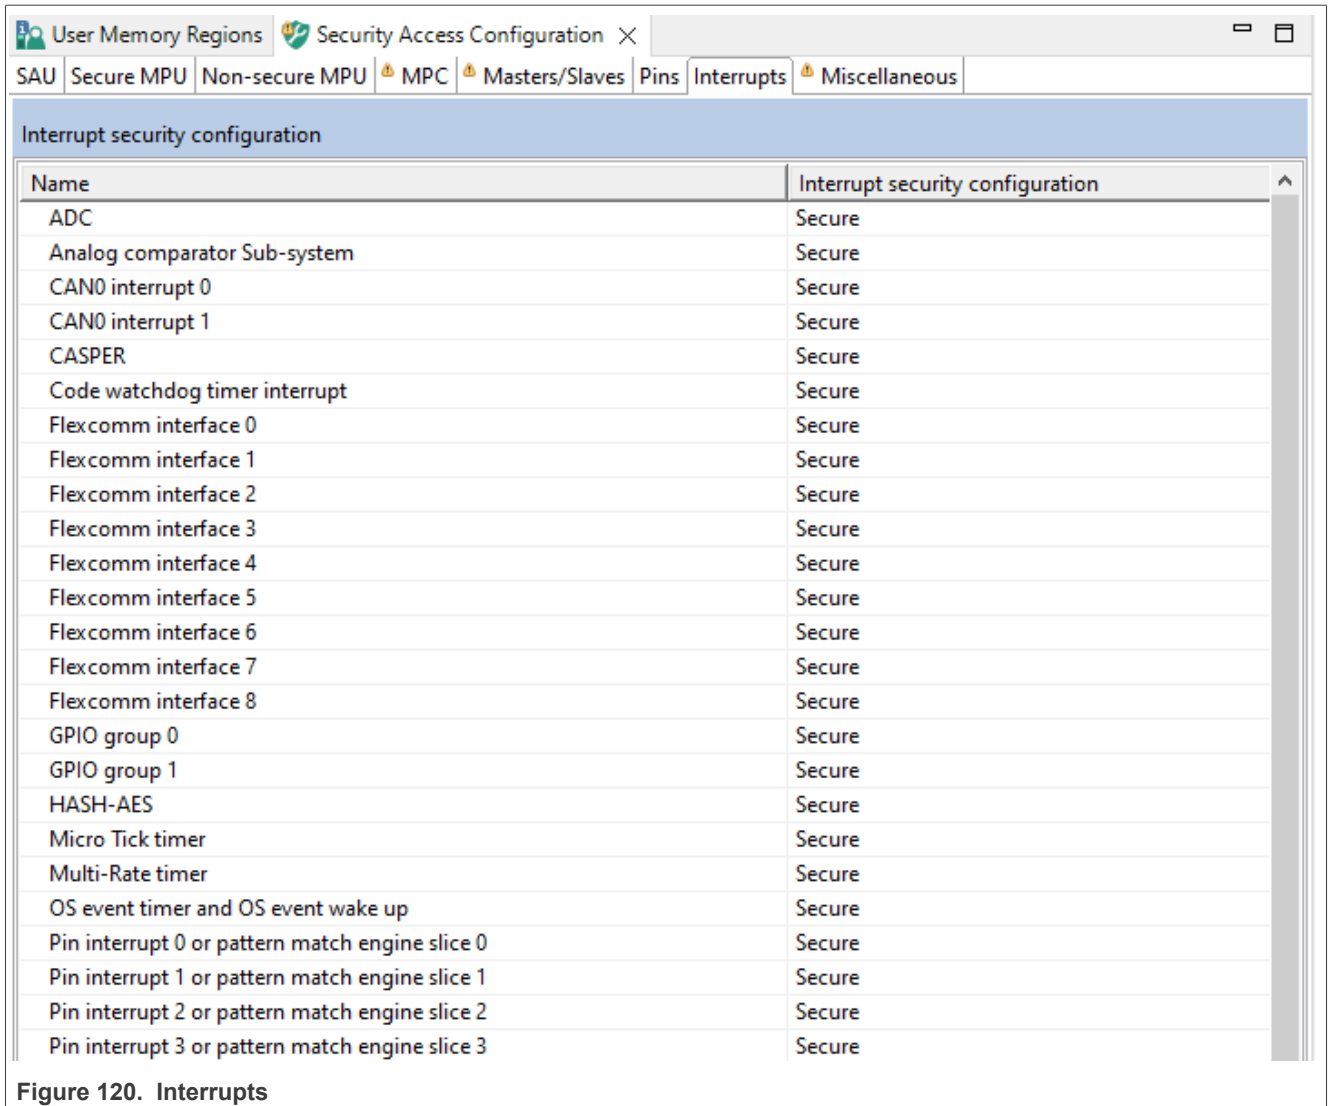 User Memory Regions Security Access Configuration
SAU Secure MPU Non-secure MPU MPC Masters/Slaves Pins Interrupts Miscellaneous
Interrupt security configuration
Name Interrupt security configuration
ADC Secure
Analog comparator Sub-system Secure
CAN0 interrupt 0 Secure
CAN0 interrupt 1 Secure
CASPER Secure
Code watchdog timer interrupt Secure
Flexcomm interface 0 Secure
Flexcomm interface 1 Secure
Flexcomm interface 2 Secure
Flexcomm interface 3 Secure
Flexcomm interface 4 Secure
Flexcomm interface 5 Secure
Flexcomm interface 6 Secure
Flexcomm interface 7 Secure
Flexcomm interface 8 Secure
GPIO group 0 Secure
GPIO group 1 Secure
HASH-AES Secure
Micro Tick timer Secure
Multi-Rate timer Secure
OS event timer and OS event wake up Secure
Pin interrupt 0 or pattern match engine slice 0 Secure
Pin interrupt 1 or pattern match engine slice 1 Secure
Pin interrupt 2 or pattern match engine slice 2 Secure
Pin interrupt 3 or pattern match engine slice 3 Secure
Figure 120. Interrupts